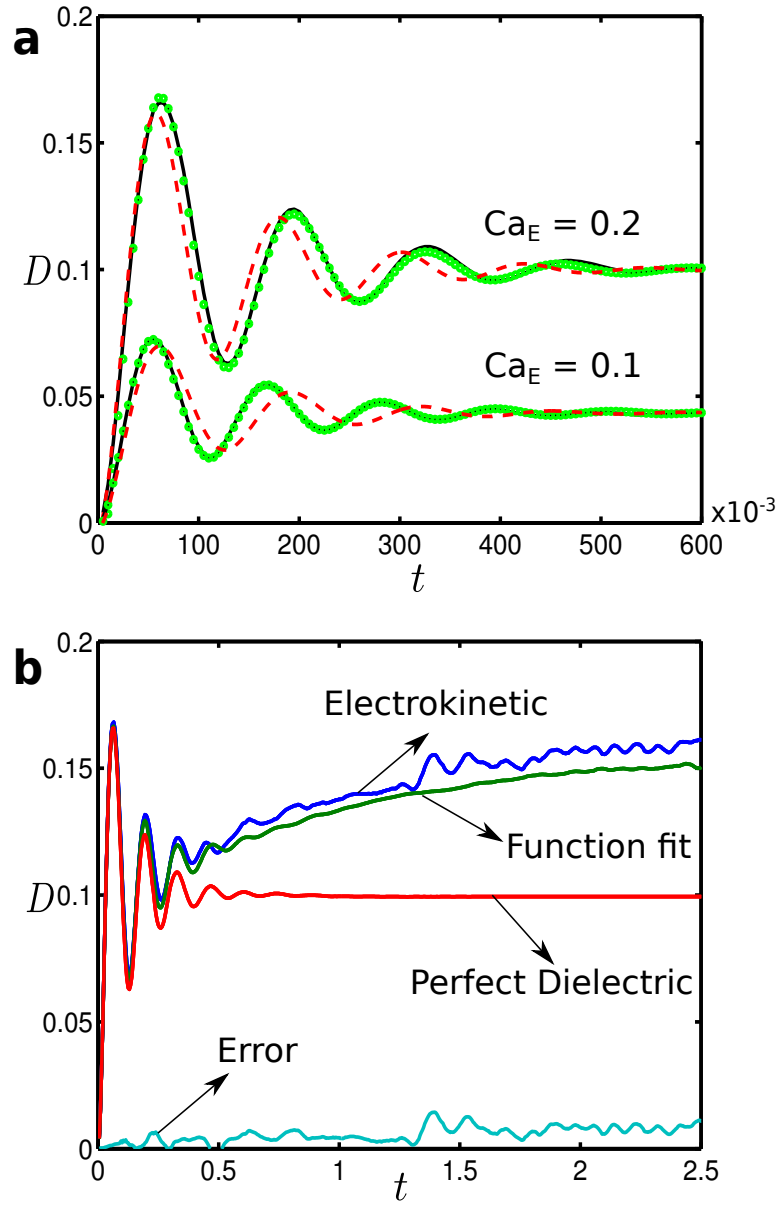 a
0.2
0.15
0.1
0.05
0
D
Ca_E = 0.2
Ca_E = 0.1
x10^-3
0 100 200 300 400 500 600
t
b
0.2
0.15
0.1
0.05
0
D
Electrokinetic
Function fit
Perfect Dielectric
Error
0 0.5 1 1.5 2 2.5
t